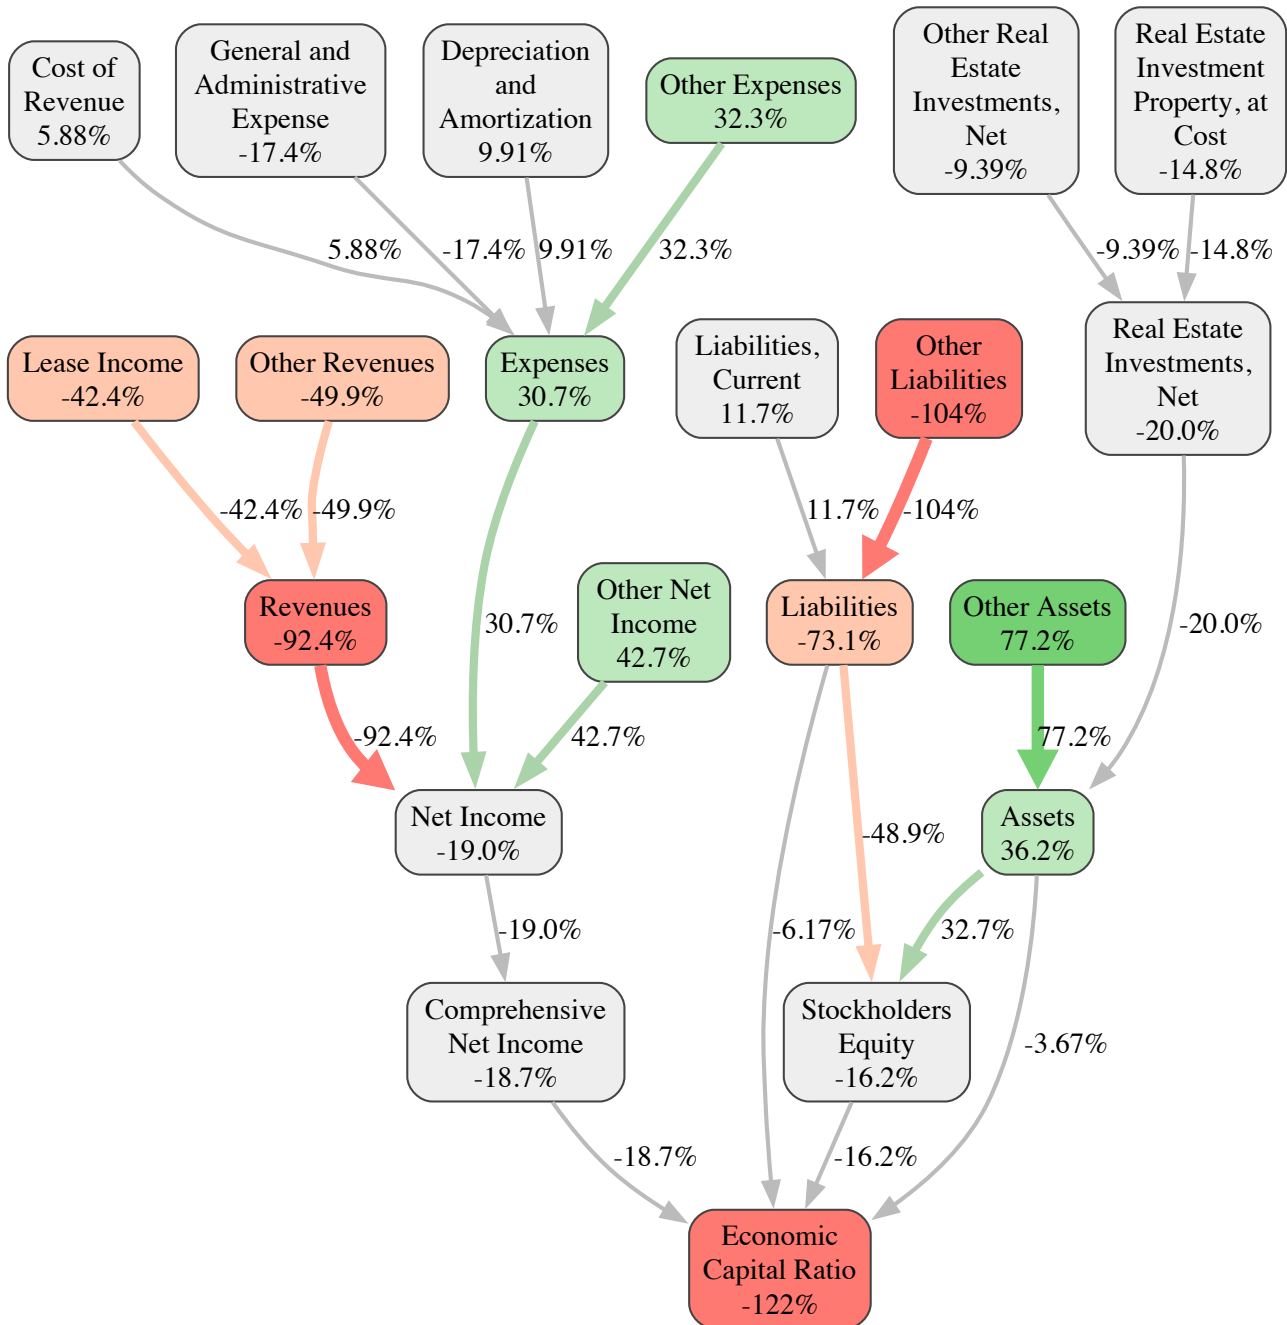 Cost of
Revenue
5.88%
General and
Administrative
Expense
-17.4%
Depreciation
and
Amortization
9.91%
Other Expenses
32.3%
Other Real
Estate
Investments,
Net
-9.39%
Real Estate
Investment
Property, at
Cost
-14.8%
5.88%
-17.4%
9.91%
32.3%
-9.39%
-14.8%
Lease Income
-42.4%
Other Revenues
-49.9%
Expenses
30.7%
Liabilities,
Current
11.7%
Other
Liabilities
-104%
Real Estate
Investments,
Net
-20.0%
-42.4%
-49.9%
11.7%
-104%
Revenues
-92.4%
30.7%
Other Net
Income
42.7%
Liabilities
-73.1%
Other Assets
77.2%
-20.0%
-92.4%
42.7%
77.2%
Net Income
-19.0%
-48.9%
Assets
36.2%
-19.0%
-6.17%
32.7%
Comprehensive
Net Income
-18.7%
Stockholders
Equity
-16.2%
-3.67%
-18.7%
-16.2%
Economic
Capital Ratio
-122%